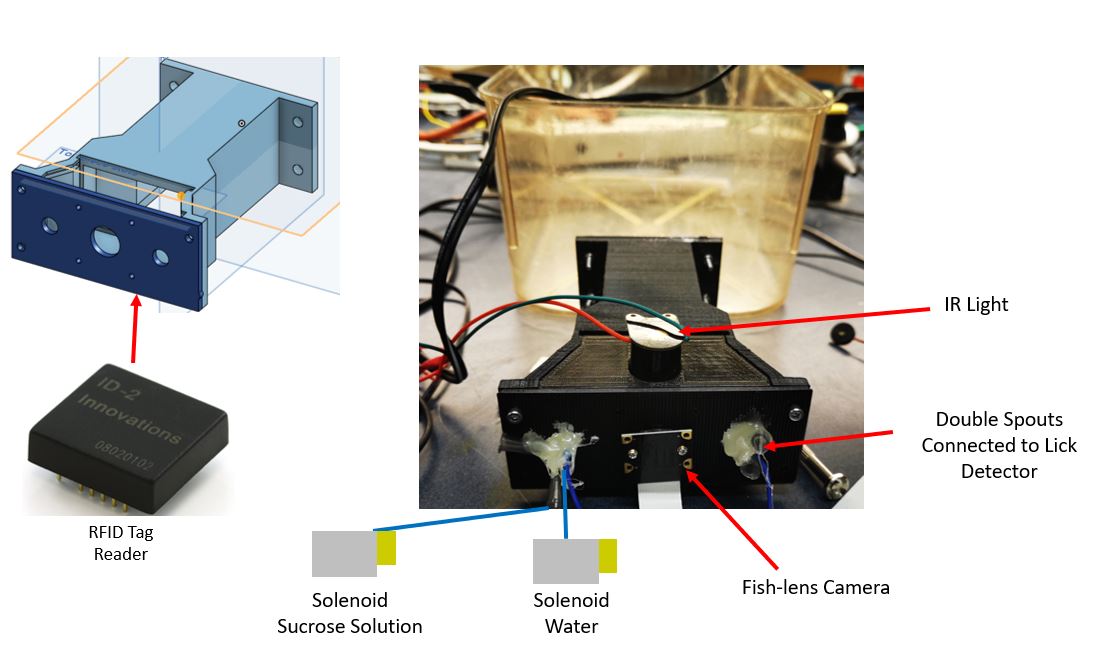 To
ID-2
Innovations
08020102
RFID Tag
Reader
IR Light
Double Spouts
Connected to Lick
Detector
Fish-lens Camera
Solenoid
Sucrose Solution
Solenoid
Water